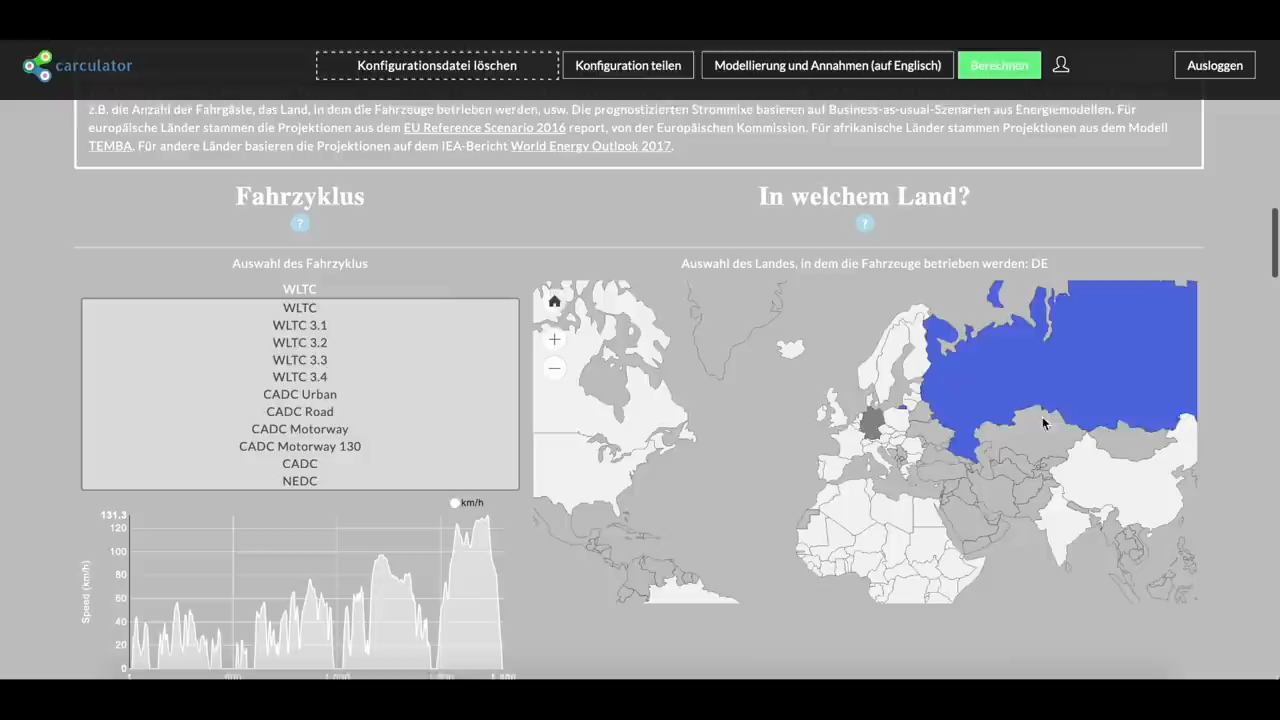 carculator
Konfigurationsdatei löschen
Konfiguration teilen
Modellierung und Annahmen (auf Englisch)
Berechnen
Ausloggen
z.B. die Anzahl der Fahrgäste, das Land, in dem die Fahrzeuge betrieben werden, usw. Die prognostizierten Strommixe basieren auf Business-as-usual-Szenarien aus Energiemodellen. Für
europäische Länder stammen die Projektionen aus dem EU Reference Scenario 2016 report, von der Europäischen Kommission. Für afrikanische Länder stammen Projektionen aus dem Modell
TEMBA. Für andere Länder basieren die Projektionen auf dem IEA-Bericht World Energy Outlook 2017.
Fahrzyklus
?
In welchem Land?
?
Auswahl des Fahrzyklus
WLTC
WLTC
WLTC 3.1
WLTC 3.2
WLTC 3.3
WLTC 3.4
CADC Urban
CADC Road
CADC Motorway
CADC Motorway 130
CADC
NEDC
km/h
131.3
120
100
80
60
40
20
0
Speed (km/h)
Auswahl des Landes, in dem die Fahrzeuge betrieben werden: DE
+
−